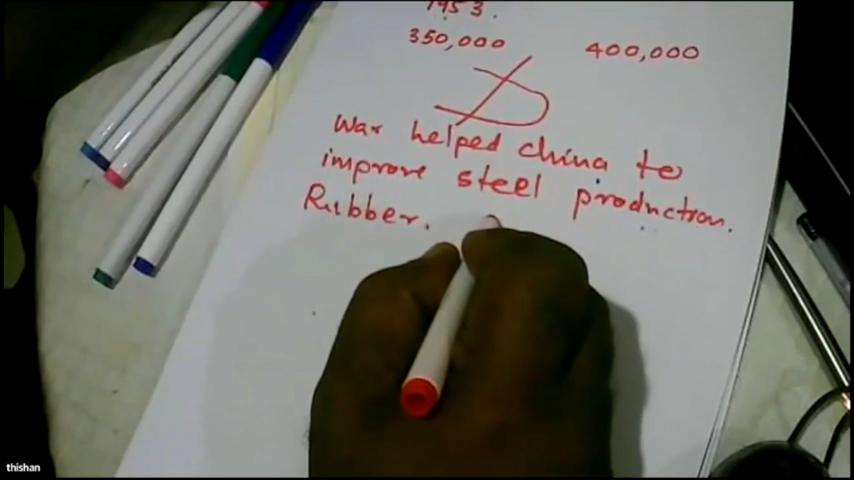 1953.
350,000 400,000
War helped china to
improve steel production.
Rubber.
thishan